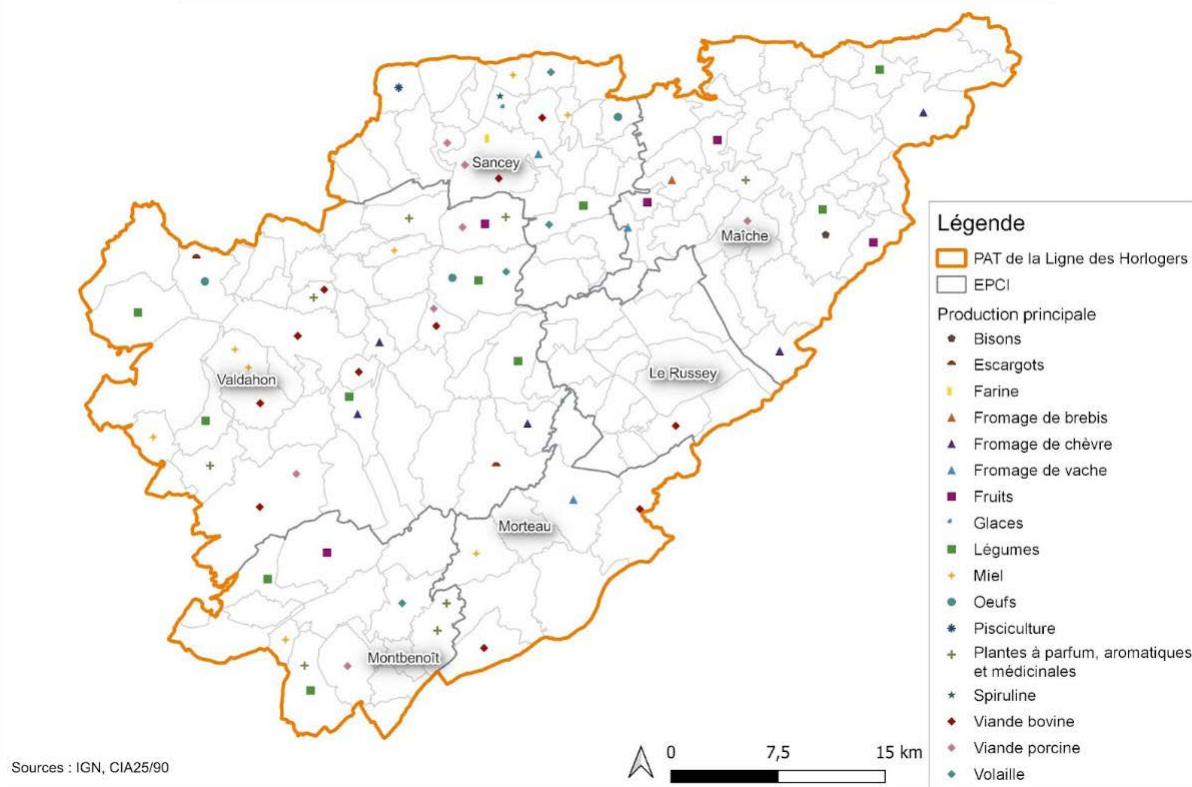 Sancey
Maîche
Le Russey
Valdahon
Morteau
Montbenoît
Légende
PAT de la Ligne des Horlogers
EPCI
Production principale
Bisons
Escargots
Farine
Fromage de brebis
Fromage de chèvre
Fromage de vache
Fruits
Glaces
Légumes
Miel
Oeufs
Pisciculture
Plantes à parfum, aromatiques
et médicinales
Spiruline
Viande bovine
Viande porcine
Volaille
Sources : IGN, CIA25/90
0 7,5 15 km